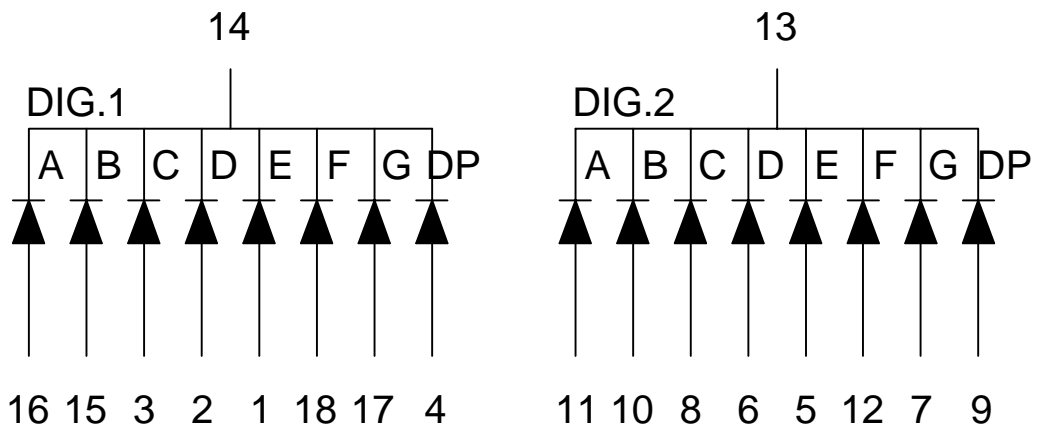 14 13
DIG.1 DIG.2
A B C D E F G DP A B C D E F G DP
16 15 3 2 1 18 17 4 11 10 8 6 5 12 7 9